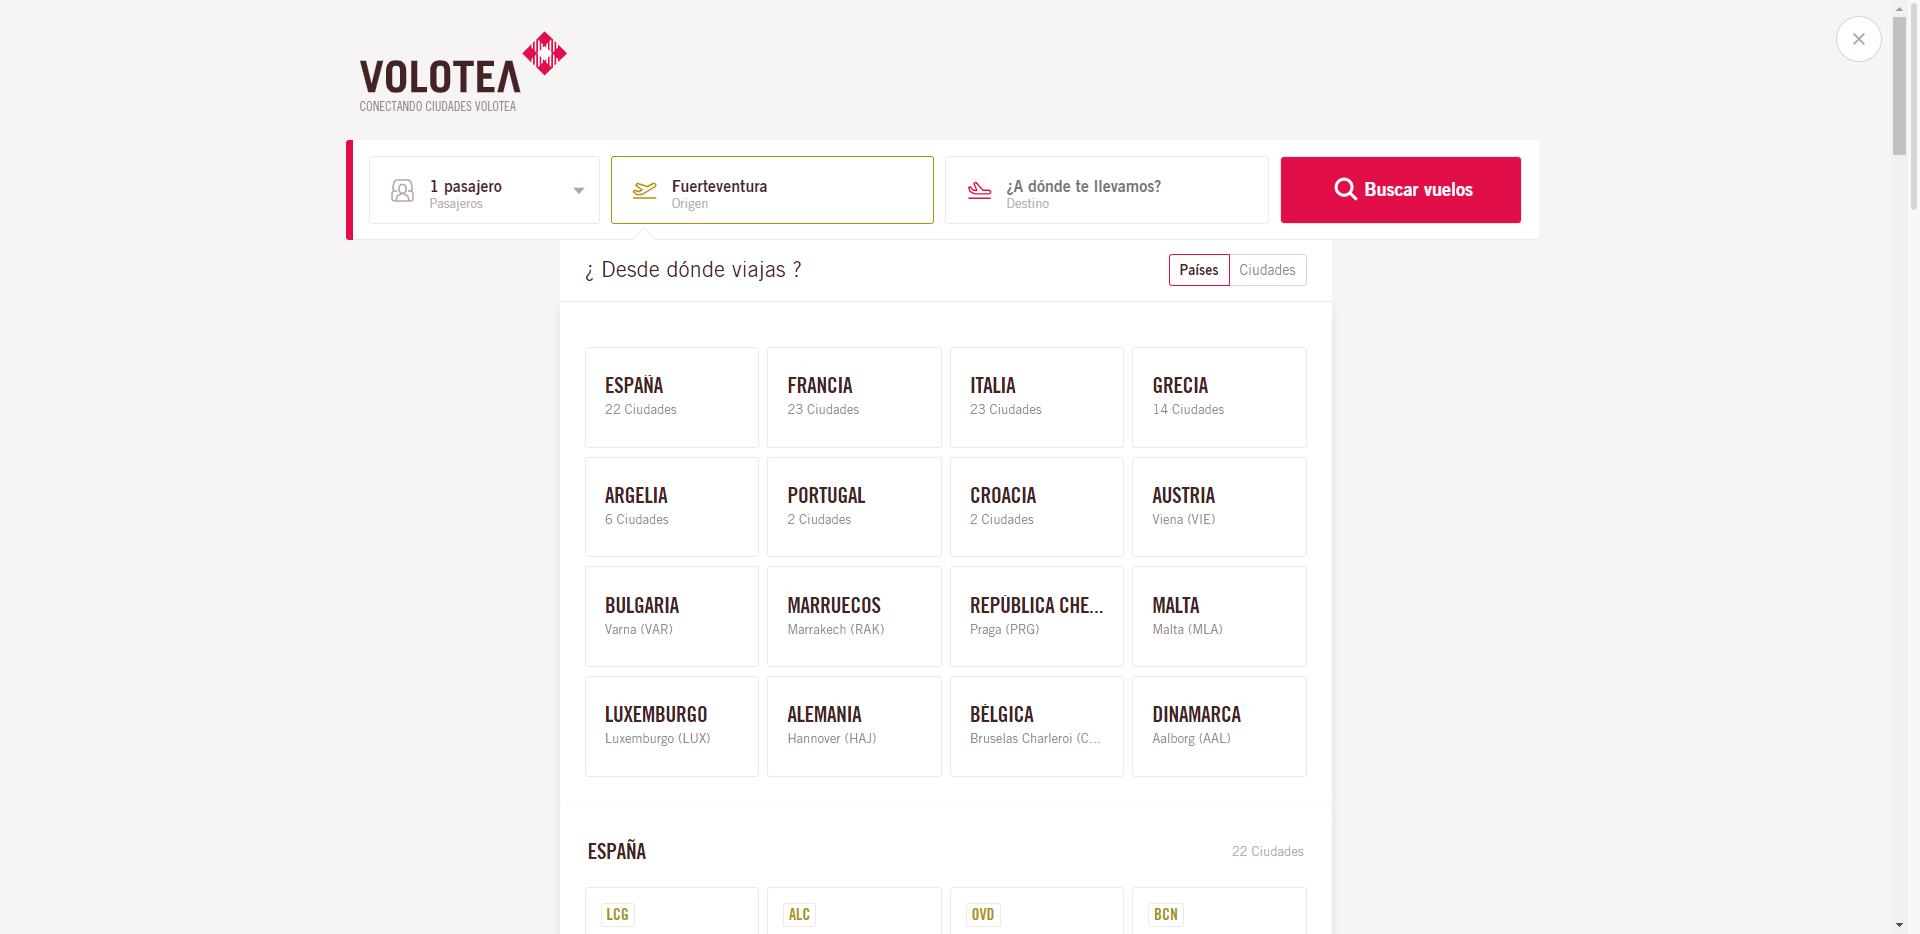 VOLOTEA
CONECTANDO CIUDADES VOLOTEA
1 pasajero
Pasajeros
Fuerteventura
Origen
¿A dónde te llevamos?
Destino
Buscar vuelos
¿ Desde dónde viajas ?
Países
Ciudades
ESPAÑA
22 Ciudades
FRANCIA
23 Ciudades
ITALIA
23 Ciudades
GRECIA
14 Ciudades
ARGELIA
6 Ciudades
PORTUGAL
2 Ciudades
CROACIA
2 Ciudades
AUSTRIA
Viena (VIE)
BULGARIA
Varna (VAR)
MARRUECOS
Marrakech (RAK)
REPÚBLICA CHE...
Praga (PRG)
MALTA
Malta (MLA)
LUXEMBURGO
Luxemburgo (LUX)
ALEMANIA
Hannover (HAJ)
BÉLGICA
Bruselas Charleroi (C...
DINAMARCA
Aalborg (AAL)
ESPAÑA
22 Ciudades
LCG
ALC
OVD
BCN